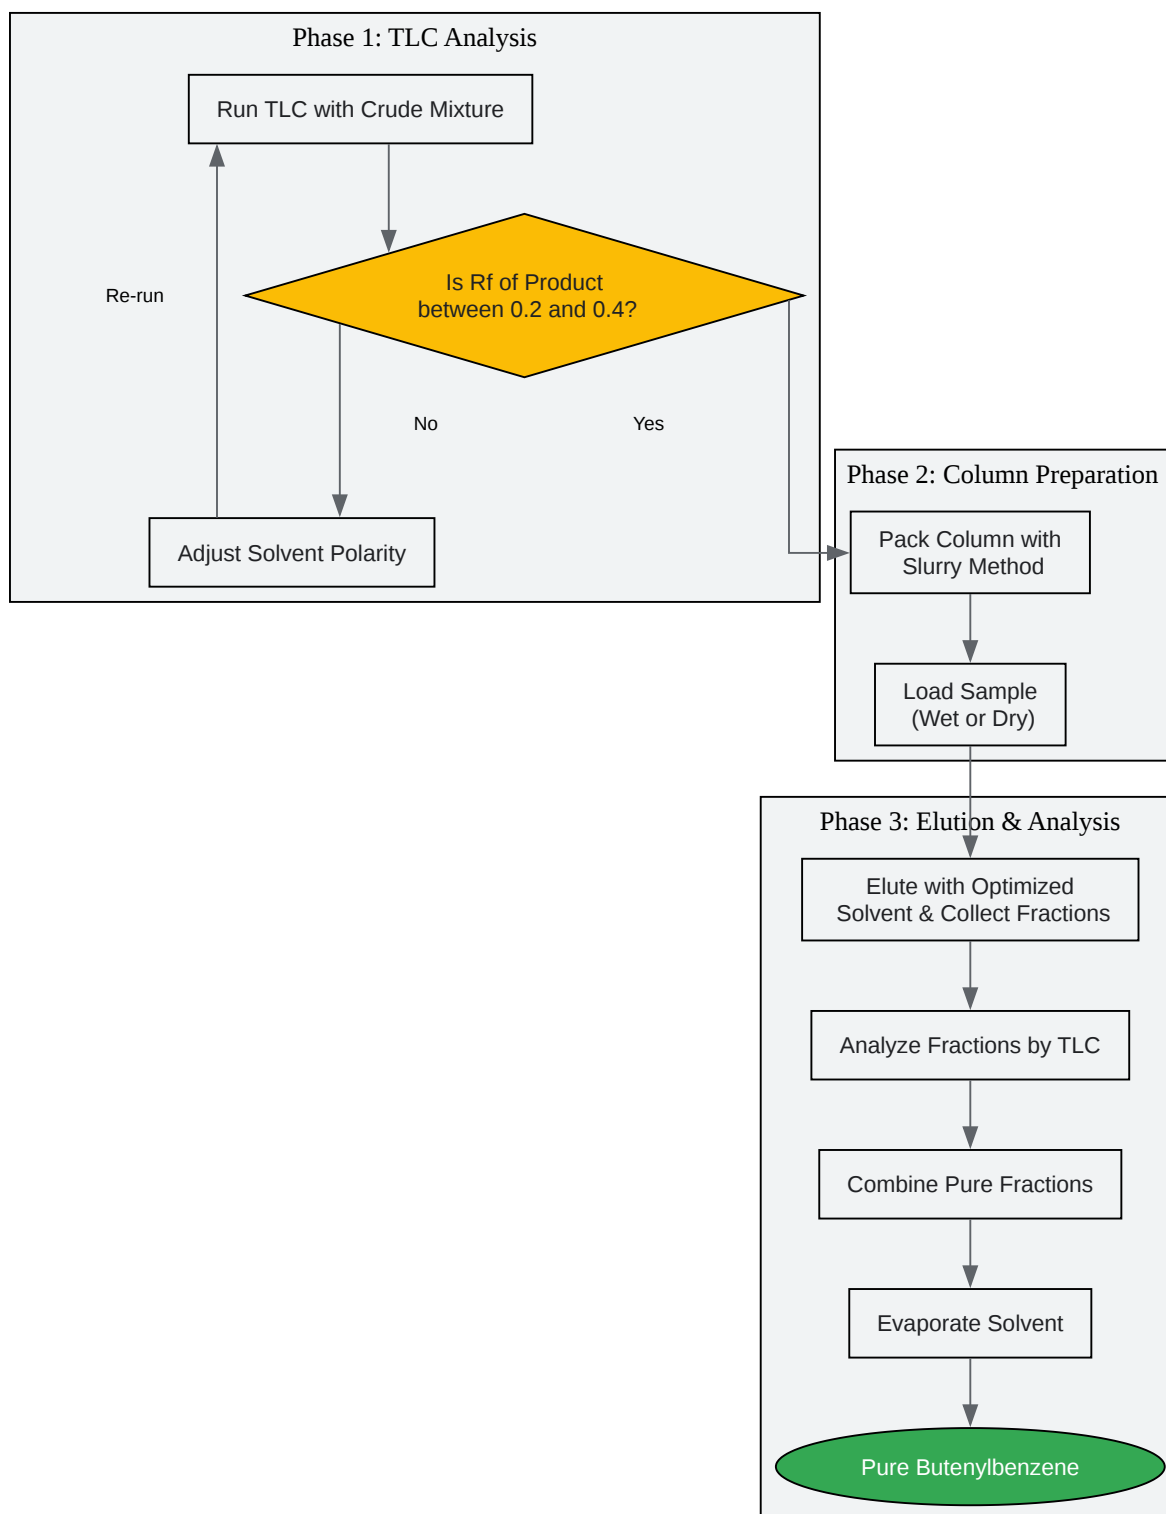 Phase 1: TLC Analysis
Run TLC with Crude Mixture
Is Rf of Product
between 0.2 and 0.4?
Re-run
No
Yes
Adjust Solvent Polarity
Phase 2: Column Preparation
Pack Column with
Slurry Method
Load Sample
(Wet or Dry)
Phase 3: Elution & Analysis
Elute with Optimized
Solvent & Collect Fractions
Analyze Fractions by TLC
Combine Pure Fractions
Evaporate Solvent
Pure Butenylbenzene